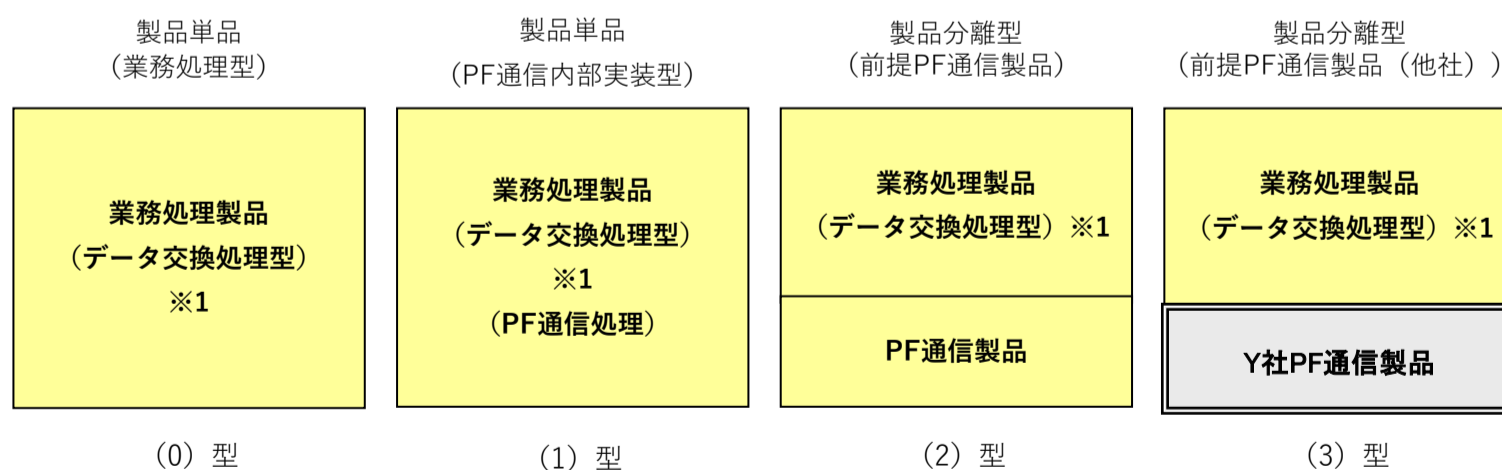 製品単品
（業務処理型）
業務処理製品
（データ交換処理型）
※1
（0）型
製品単品
（PF通信内部実装型）
業務処理製品
（データ交換処理型）
※1
（PF通信処理）
（1）型
製品分離型
（前提PF通信製品）
業務処理製品
（データ交換処理型）※1
PF通信製品
（2）型
製品分離型
（前提PF通信製品（他社））
業務処理製品
（データ交換処理型）※1
Y社PF通信製品
（3）型